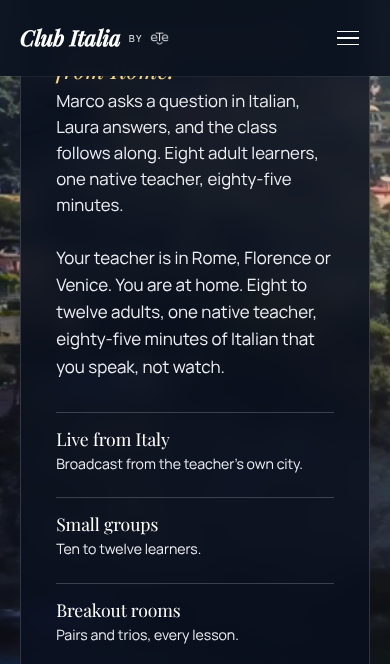 Club Italia BY eTe
from Rome.
Marco asks a question in Italian,
Laura answers, and the class
follows along. Eight adult learners,
one native teacher, eighty-five
minutes.
Your teacher is in Rome, Florence or
Venice. You are at home. Eight to
twelve adults, one native teacher,
eighty-five minutes of Italian that
you speak, not watch.
Live from Italy
Broadcast from the teacher's own city.
Small groups
Ten to twelve learners.
Breakout rooms
Pairs and trios, every lesson.